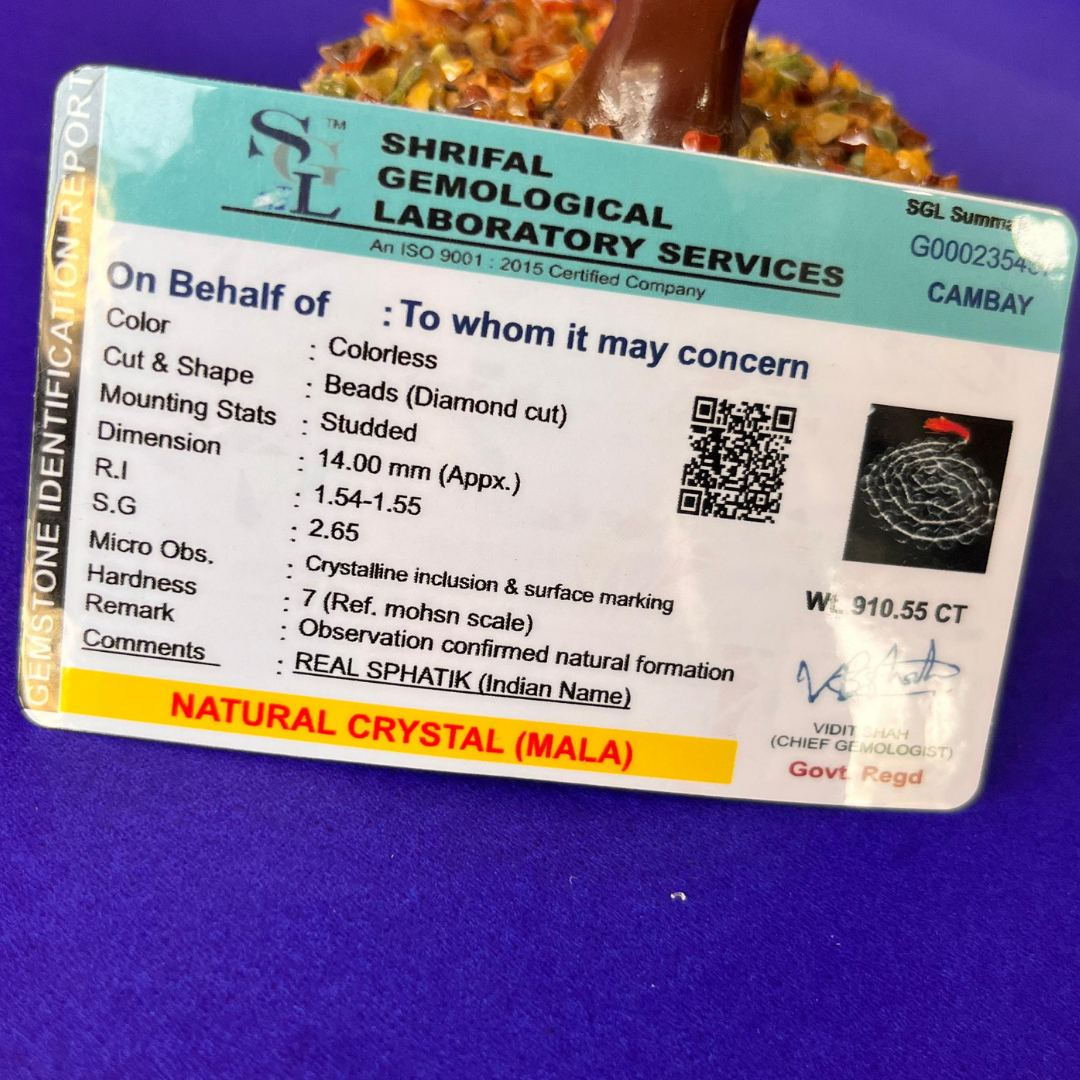 GEMSTONE IDENTIFICATION REPORT
SGL TM
SHRIFAL
GEMOLOGICAL
LABORATORY SERVICES
An ISO 9001 : 2015 Certified Company
SGL
CAMBAY
On Behalf of : To whom it may concern
Color : Colorless
Cut & Shape : Beads (Diamond cut)
Mounting Stats : Studded
Dimension : 14.00 mm (Appx.)
R.I : 1.54-1.55
S.G : 2.65
Micro Obs. : Crystalline inclusion & surface marking
Hardness : 7 (Ref. mohsn scale)
Remark : Observation confirmed natural formation
Comments : REAL SPHATIK (Indian Name)
NATURAL CRYSTAL (MALA)
Wt. 910.55 CT
VIDIT SHAH
(CHIEF GEMOLOGIST)
Govt. Regd